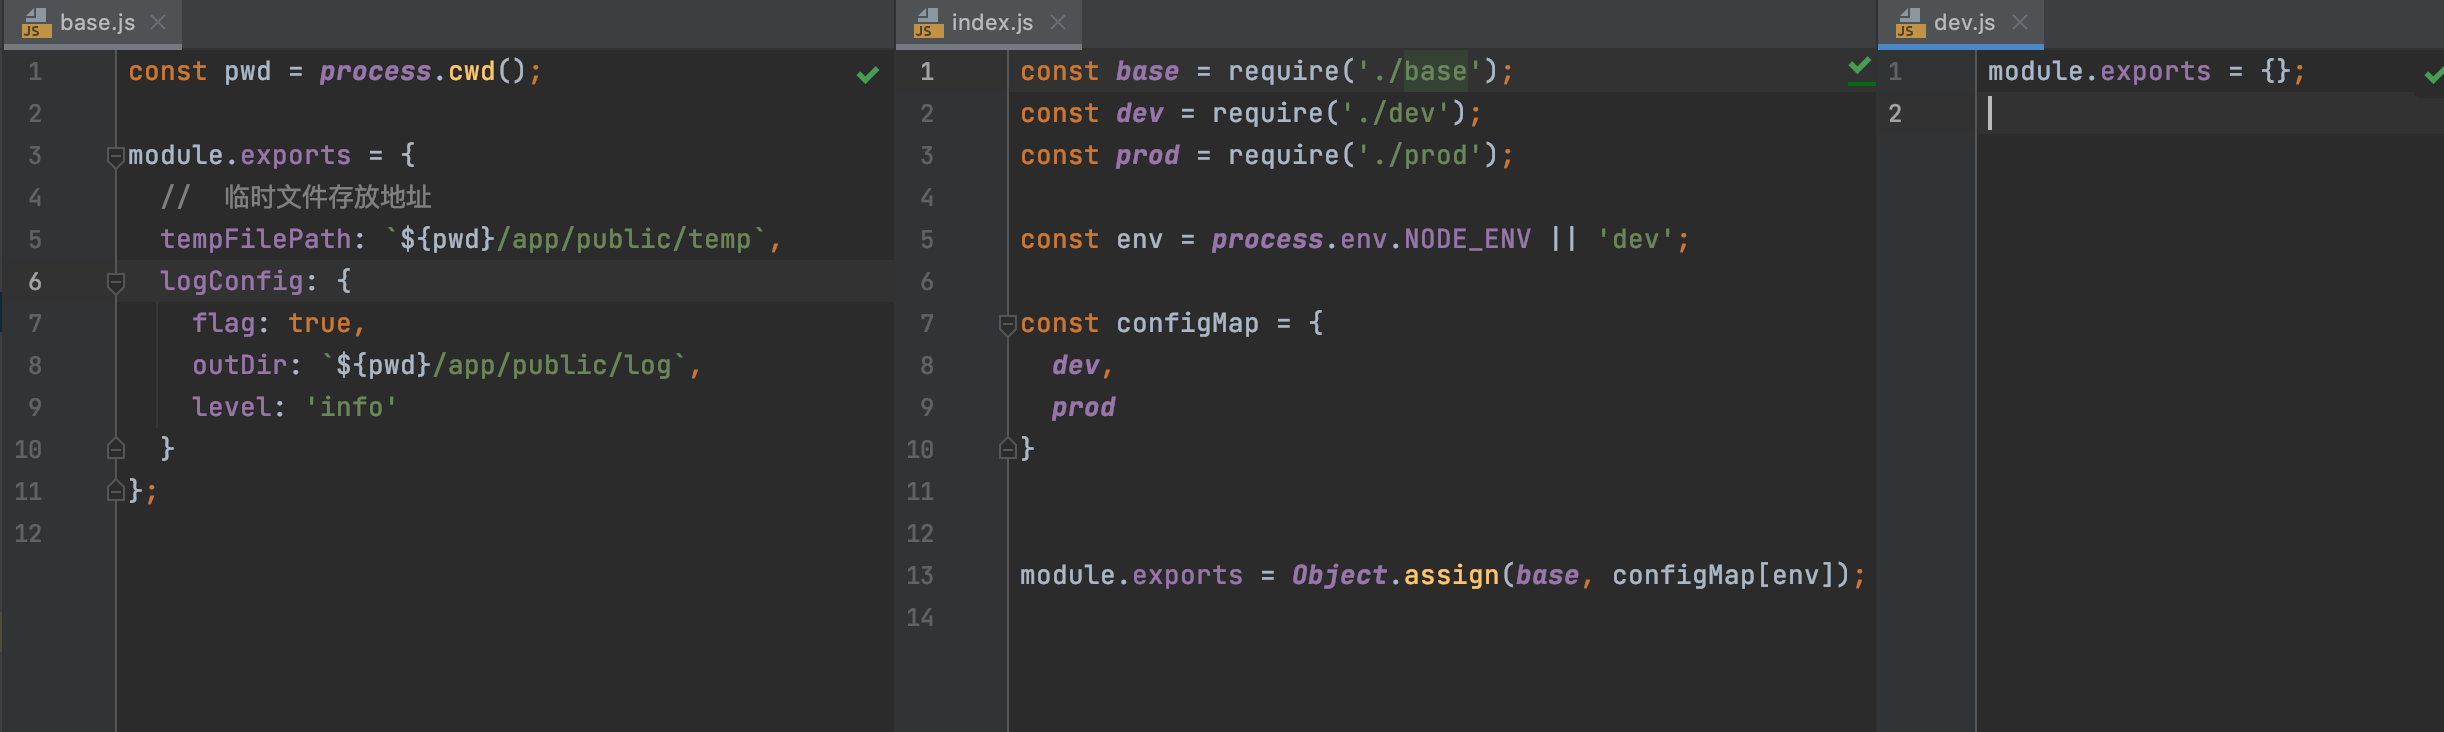 base.js
1 const pwd = process.cwd();
2
3 module.exports = {
4 // 临时文件存放地址
5 tempFilePath: `${pwd}/app/public/temp`,
6 logConfig: {
7 flag: true,
8 outDir: `${pwd}/app/public/log`,
9 level: 'info'
10 }
11 };
12
index.js
1 const base = require('./base');
2 const dev = require('./dev');
3 const prod = require('./prod');
4
5 const env = process.env.NODE_ENV || 'dev';
6
7 const configMap = {
8 dev,
9 prod
10 }
11
12
13 module.exports = Object.assign(base, configMap[env]);
14
dev.js
1 module.exports = {};
2